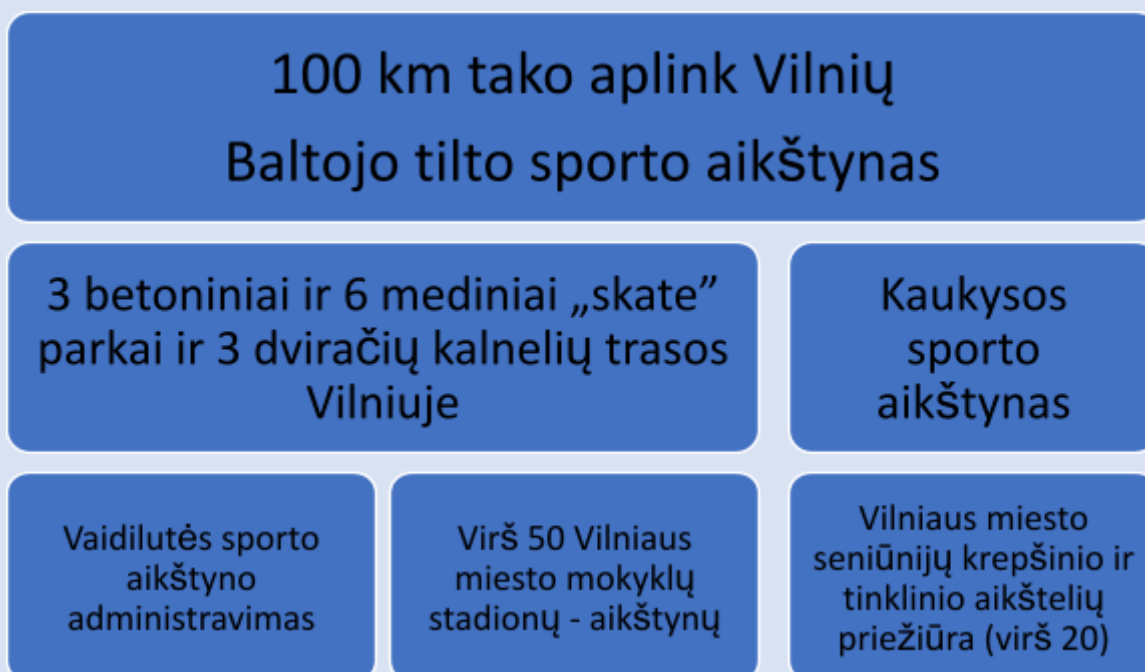 100 km tako aplink Vilnių
Baltojo tilto sporto aikštynas
3 betoniniai ir 6 mediniai „skate”
parkai ir 3 dviračių kalnelių trasos
Vilniuje
Kaukysos
sporto
aikštynas
Vaidilutės sporto
aikštyno
administravimas
Virš 50 Vilniaus
miesto mokyklų
stadionų - aikštynų
Vilniaus miesto
seniūnijų krepšinio ir
tinklinio aikštelių
priežiūra (virš 20)